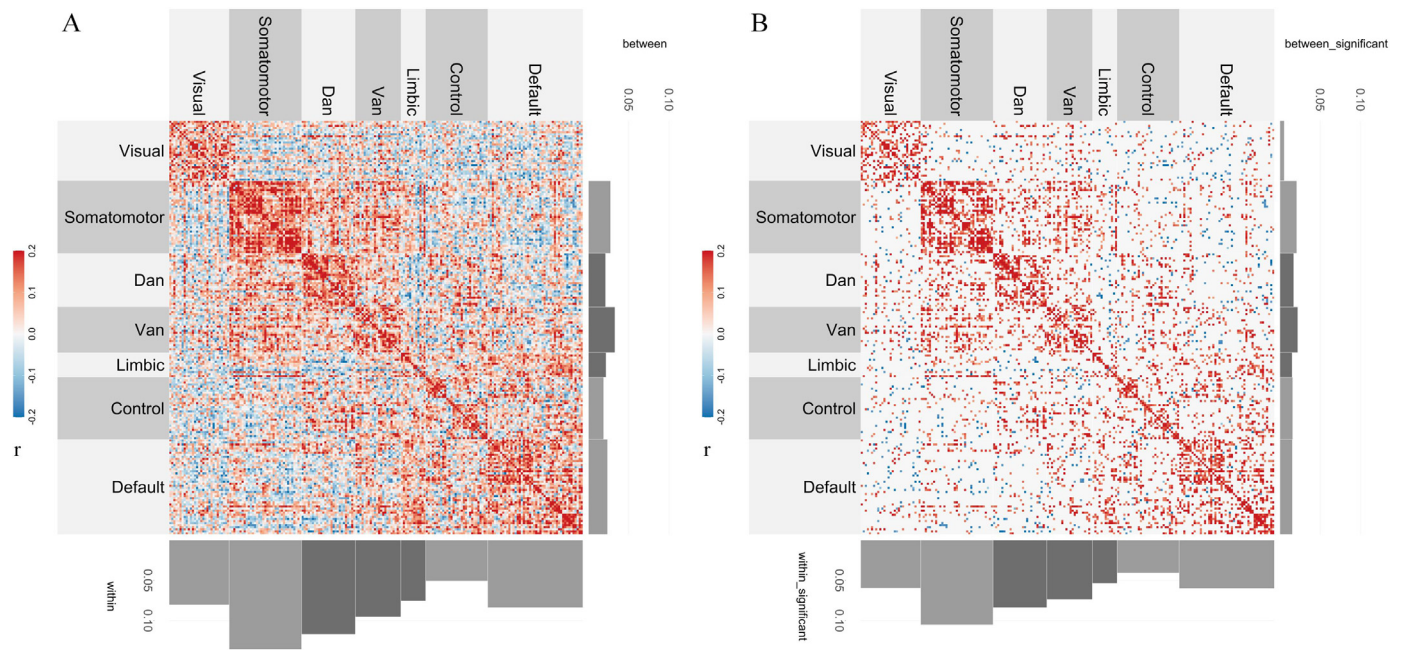 A
Visual
Somatomotor
Dan
Van
Limbic
Control
Default
between
0.05
0.10
Visual
Somatomotor
Dan
Van
Limbic
Control
Default
0.2
0.1
0.0
-0.1
-0.2
r
within
0.05
0.10
B
Visual
Somatomotor
Dan
Van
Limbic
Control
Default
between_significant
0.05
0.10
Visual
Somatomotor
Dan
Van
Limbic
Control
Default
0.2
0.1
0.0
-0.1
-0.2
r
within_significant
0.05
0.10